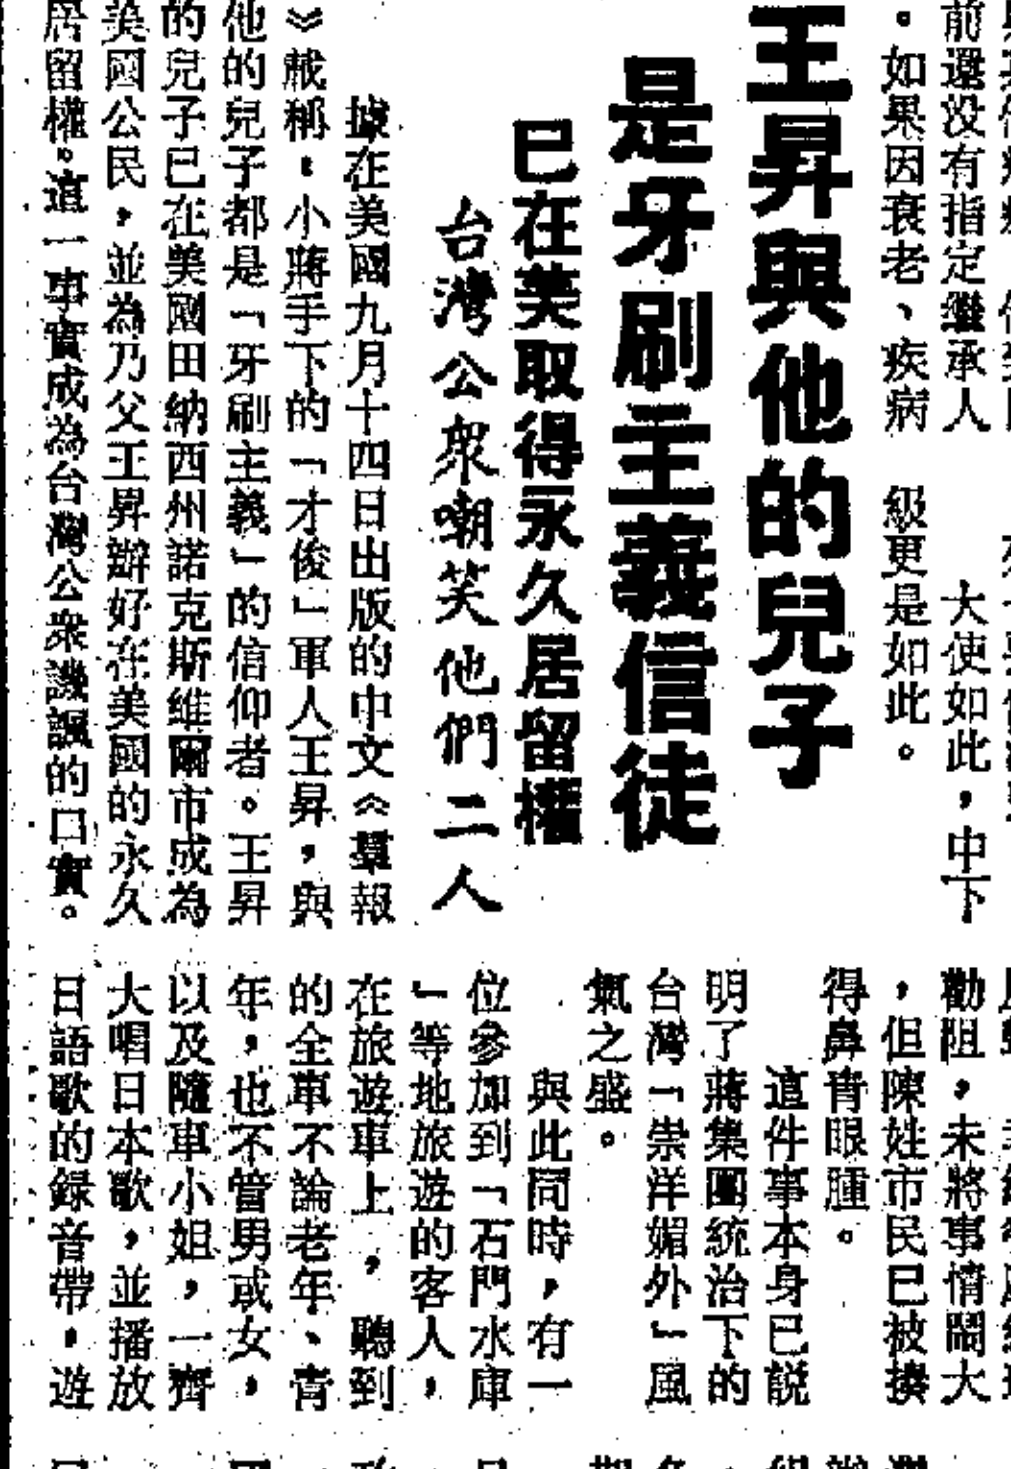 前還没有指定繼承人
。如果因衰老、疾病
大使如此，中下
級更是如此。
王昇與他的兒子
是牙刷主義信徒
已在美取得永久居留權
台灣公衆嘲笑他們二人
據在美國九月十四日出版的中文《羣報
》載稱，小蔣手下的「才俊」軍人王昇，與
他的兒子都是「牙刷主義」的信仰者。王昇
的兒子已在美國田納西州諾克斯維爾市成為
美國公民，並為乃父王昇辦好在美國的永久
居留權。這一事實成為台灣公衆譏諷的口實。
勸阻，未將事情鬧大
，但陳姓市民已被揍
得鼻青眼腫。
這件事本身已説
明了蔣集團統治下的
台灣「崇洋媚外」風
氣之盛。
與此同時，有一
位參加到「石門水庫
」等地旅遊的客人，
在旅遊車上，聽到
的全車不論老年、青
年，也不管男或女，
以及隨車小姐，一齊
大唱日本歌，並播放
日語歌的録音帶，遊